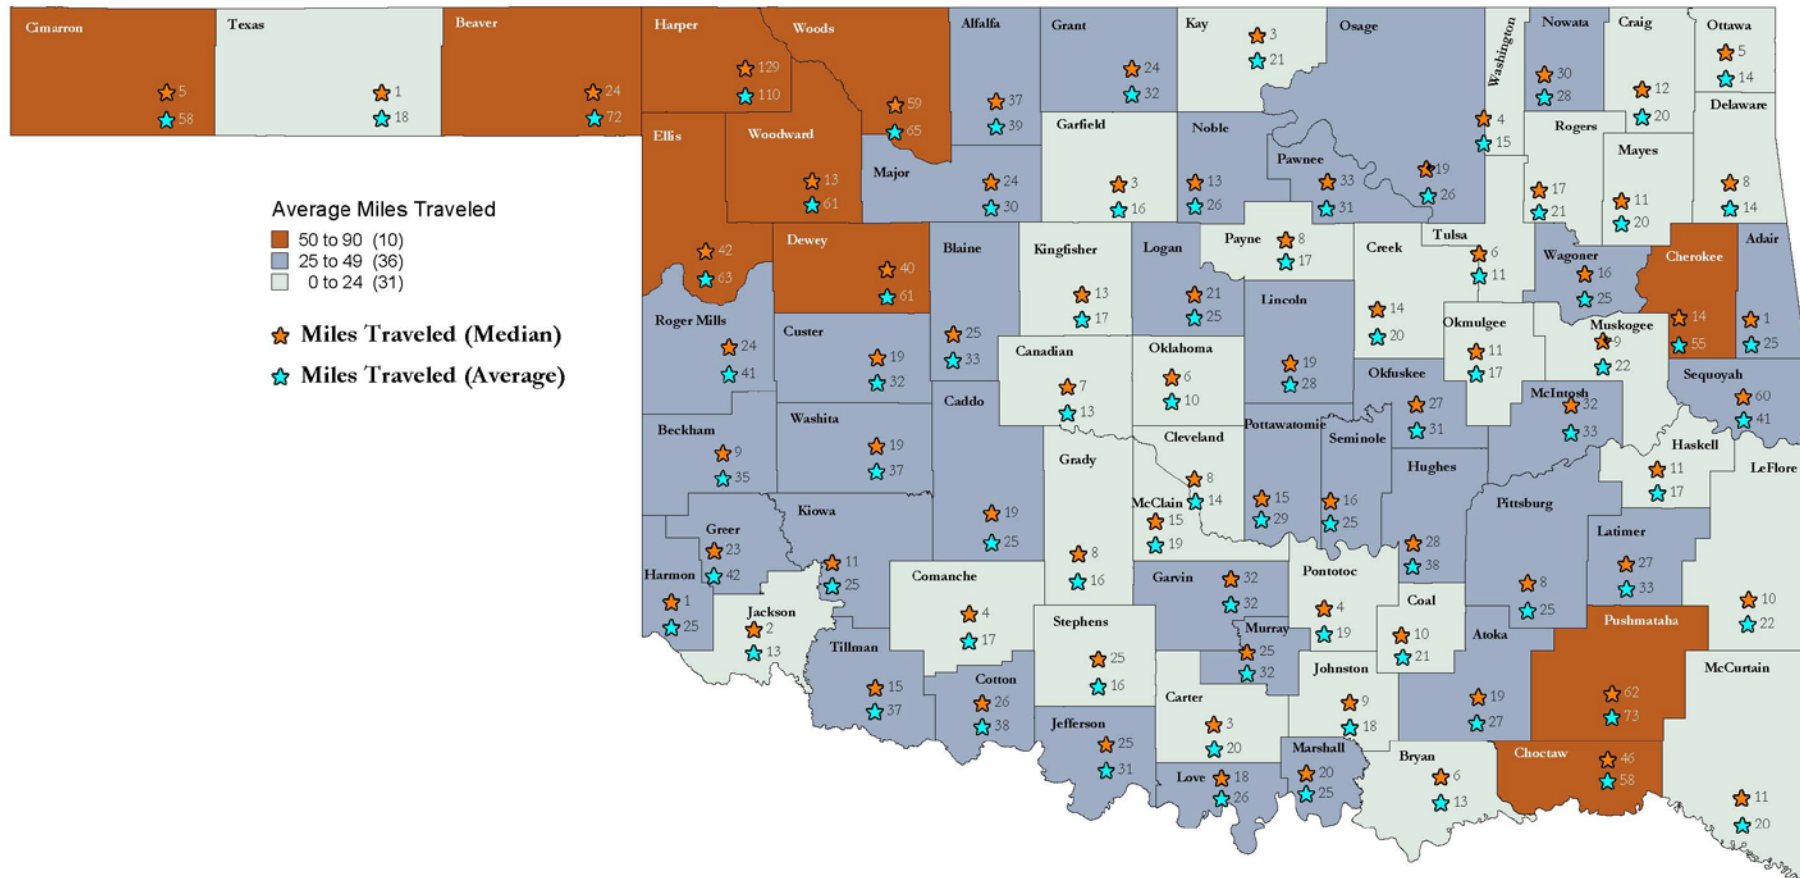 Cimarron
5
58
Texas
1
18
Beaver
24
72
Harper
129
110
Woods
59
65
Alfalfa
37
39
Grant
24
32
Kay
3
21
Osage
19
26
Washington
4
15
Nowata
30
28
Craig
12
20
Ottawa
5
14
Delaware
8
14
Ellis
42
63
Woodward
13
61
Major
24
30
Garfield
3
16
Noble
13
26
Pawnee
33
31
Rogers
17
21
Mayes
11
20
Average Miles Traveled
50 to 90 (10)
25 to 49 (36)
0 to 24 (31)
Miles Traveled (Median)
Miles Traveled (Average)
Dewey
40
61
Blaine
25
33
Kingfisher
13
17
Logan
21
25
Payne
8
17
Creek
14
20
Tulsa
6
11
Wagoner
16
25
Cherokee
14
55
Adair
1
25
Roger Mills
24
41
Custer
19
32
Canadian
7
13
Oklahoma
6
10
Lincoln
19
28
Okmulgee
11
17
Muskogee
9
22
Okfuskee
27
31
McIntosh
32
33
Sequoyah
60
41
Beckham
9
35
Washita
19
37
Caddo
19
25
Grady
8
16
Cleveland
8
14
McClain
15
19
Pottawatomie
15
29
Seminole
16
25
Hughes
28
38
Pittsburg
8
25
Haskell
11
17
LeFlore
10
22
Greer
23
42
Kiowa
11
25
Harmon
1
25
Jackson
2
13
Comanche
4
17
Garvin
32
32
Pontotoc
4
19
Coal
10
21
Latimer
27
33
Tillman
15
37
Cotton
26
38
Stephens
25
16
Murray
25
32
Johnston
9
18
Atoka
19
27
Pushmataha
62
73
McCurtain
11
20
Jefferson
25
31
Carter
3
20
Love
18
26
Marshall
20
25
Bryan
6
13
Choctaw
46
58